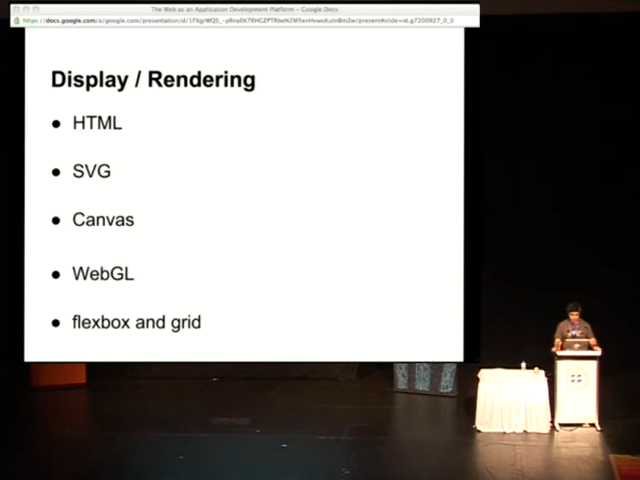 The Web as an Application Development Platform – Google Docs
Display / Rendering
● HTML
● SVG
● Canvas
● WebGL
● flexbox and grid